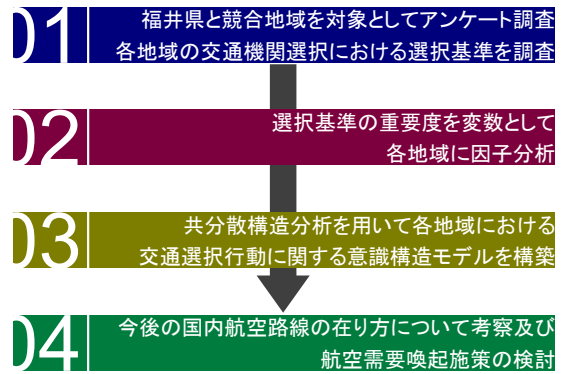 01
福井県と競合地域を対象としてアンケート調査
各地域の交通機関選択における選択基準を調査
02
選択基準の重要度を変数として
各地域に因子分析
03
共分散構造分析を用いて各地域における
交通選択行動に関する意識構造モデルを構築
04
今後の国内航空路線の在り方について考察及び
航空需要喚起施策の検討